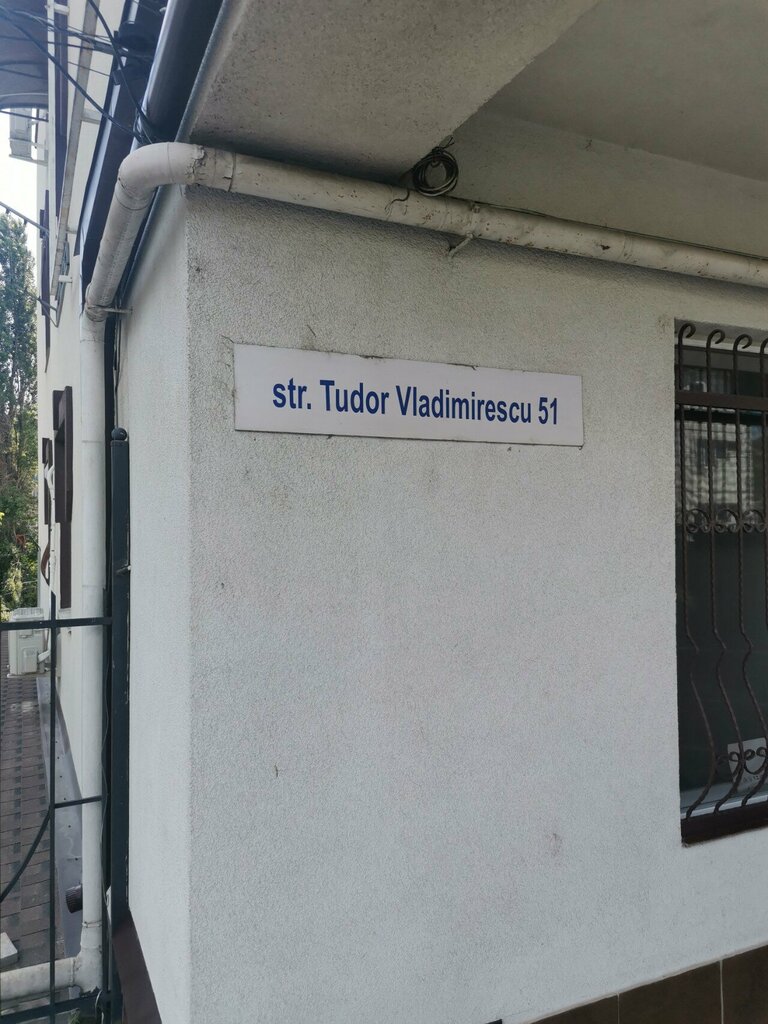 str. Tudor Vladimirescu 51